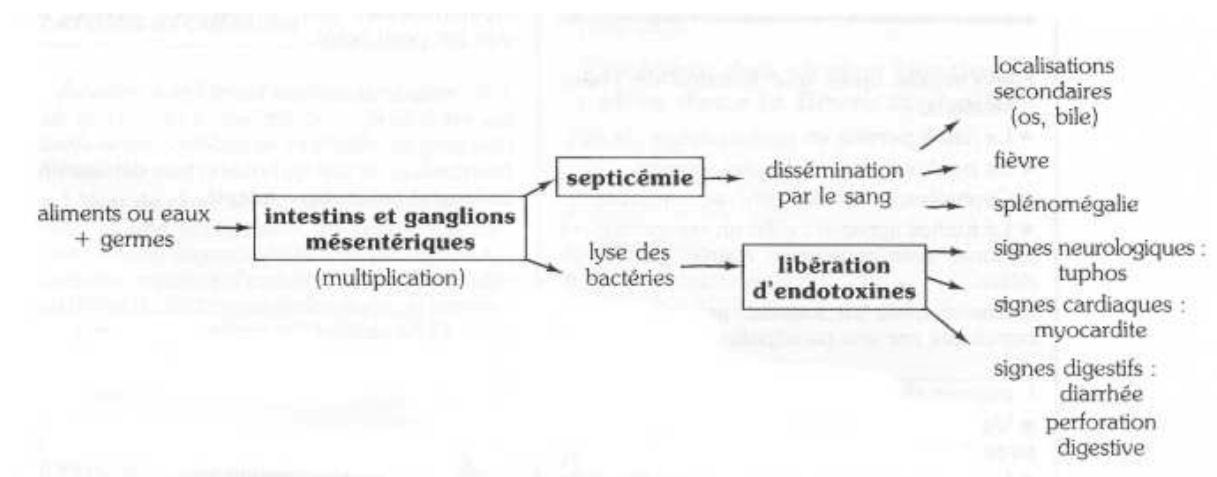 aliments ou eaux
+ germes
intestins et ganglions
mésentériques
(multiplication)
septicémie
dissémination
par le sang
localisations
secondaires
(os, bile)
fièvre
splénomégalie
lyse des
bactéries
libération
d'endotoxines
signes neurologiques :
tuphos
signes cardiaques :
myocardite
signes digestifs :
diarrhée
perforation
digestive